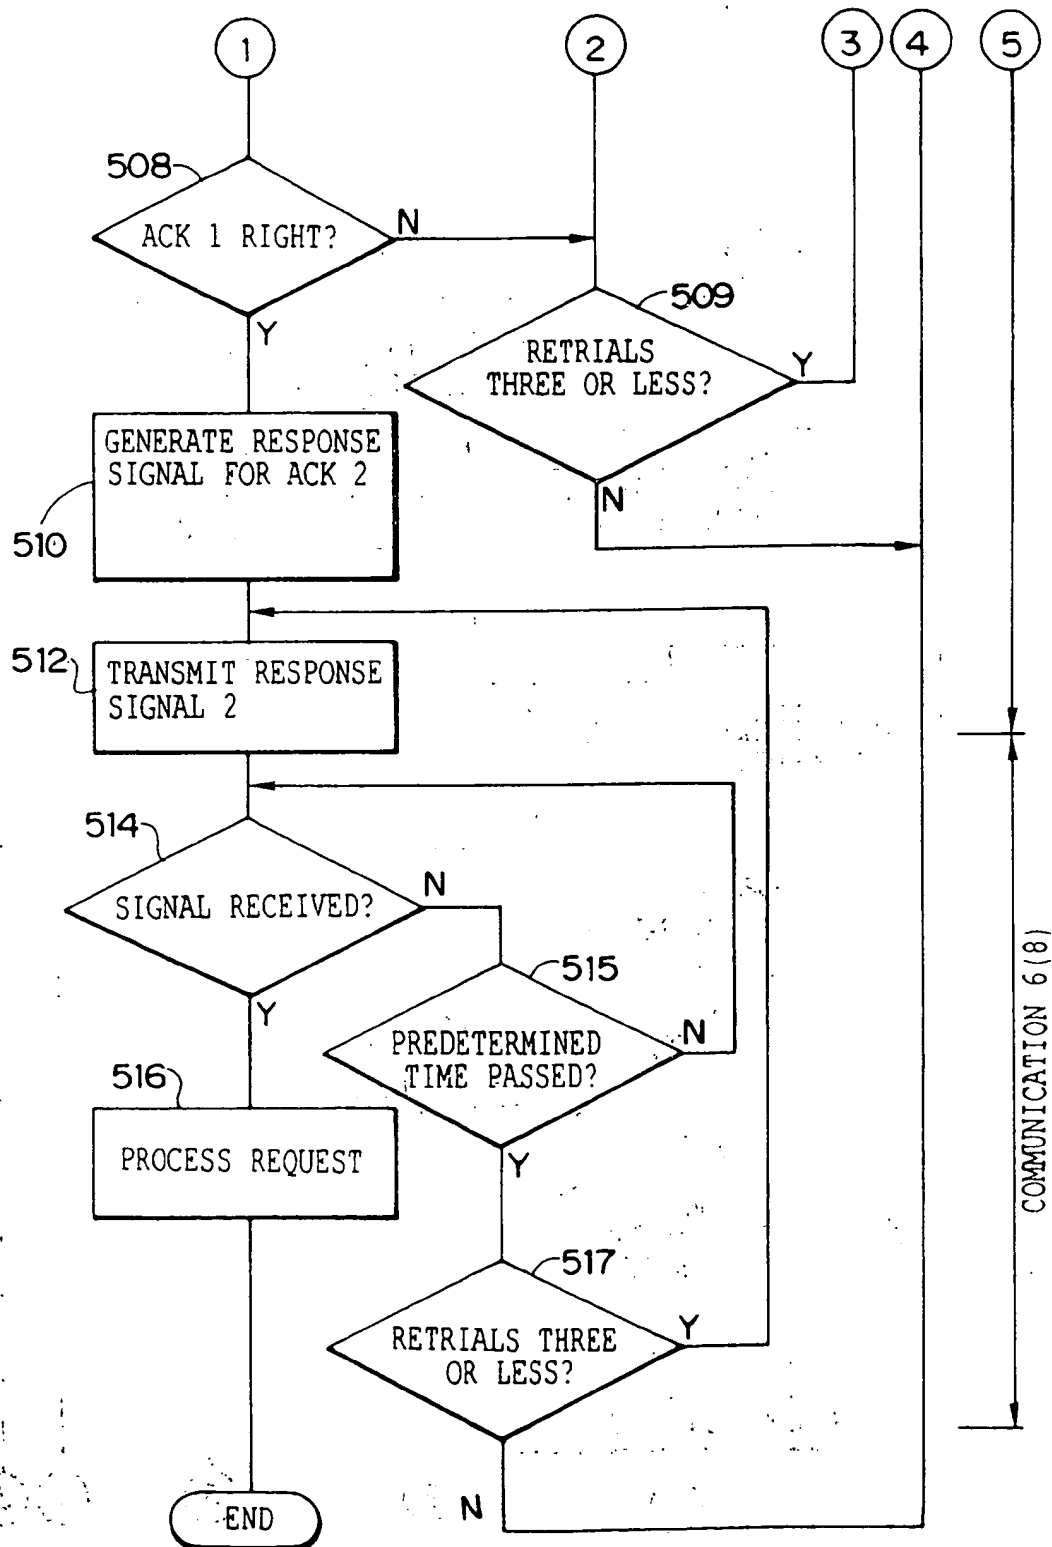 1
2
3
4
5
508
ACK 1 RIGHT?
N
Y
509
RETRIALS
THREE OR LESS?
Y
N
GENERATE RESPONSE
SIGNAL FOR ACK 2
510
512
TRANSMIT RESPONSE
SIGNAL 2
514
SIGNAL RECEIVED?
N
Y
515
PREDETERMINED
TIME PASSED?
N
Y
516
PROCESS REQUEST
517
RETRIALS THREE
OR LESS?
Y
N
END
COMMUNICATION 6(8)